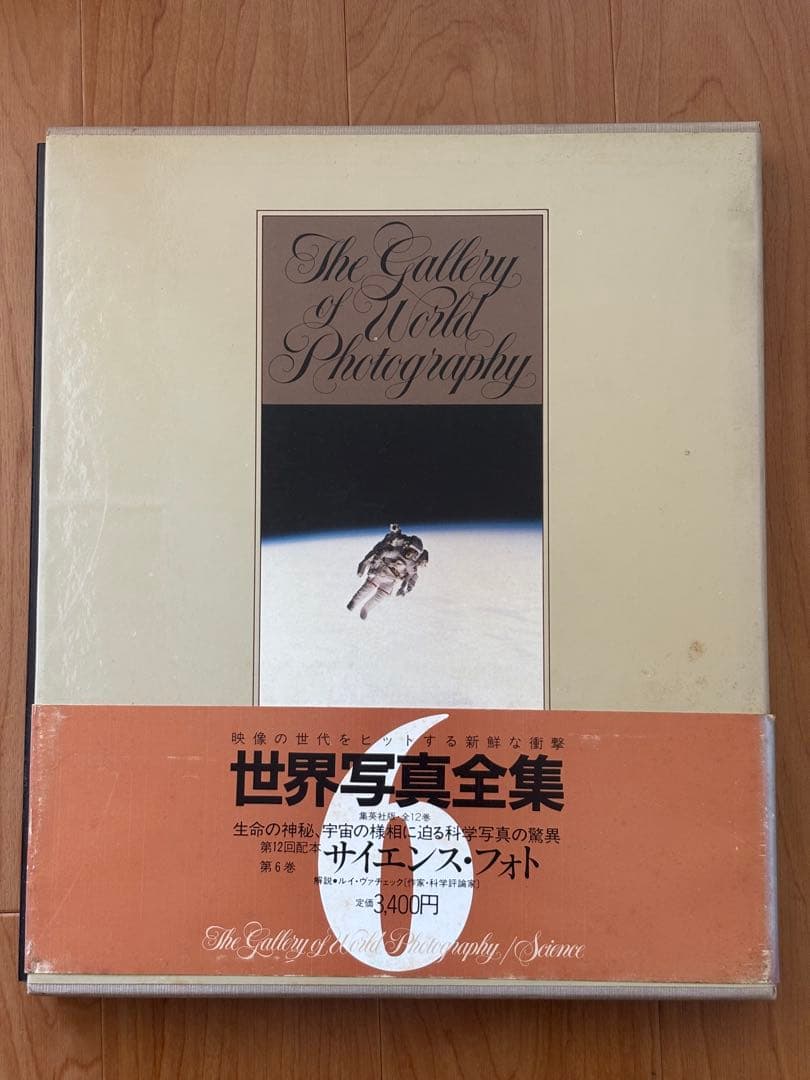 The Gallery
of World
Photography
映像の世代をヒットする新鮮な衝撃
世界写真全集
集英社版・全12巻
生命の神秘、宇宙の様相に迫る科学写真の驚異
第12回配本
第6巻
サイエンス・フォト
解説●ルイ・ヴァチェック〔作家・科学評論家〕
定価3,400円
6
The Gallery of World Photography / Science